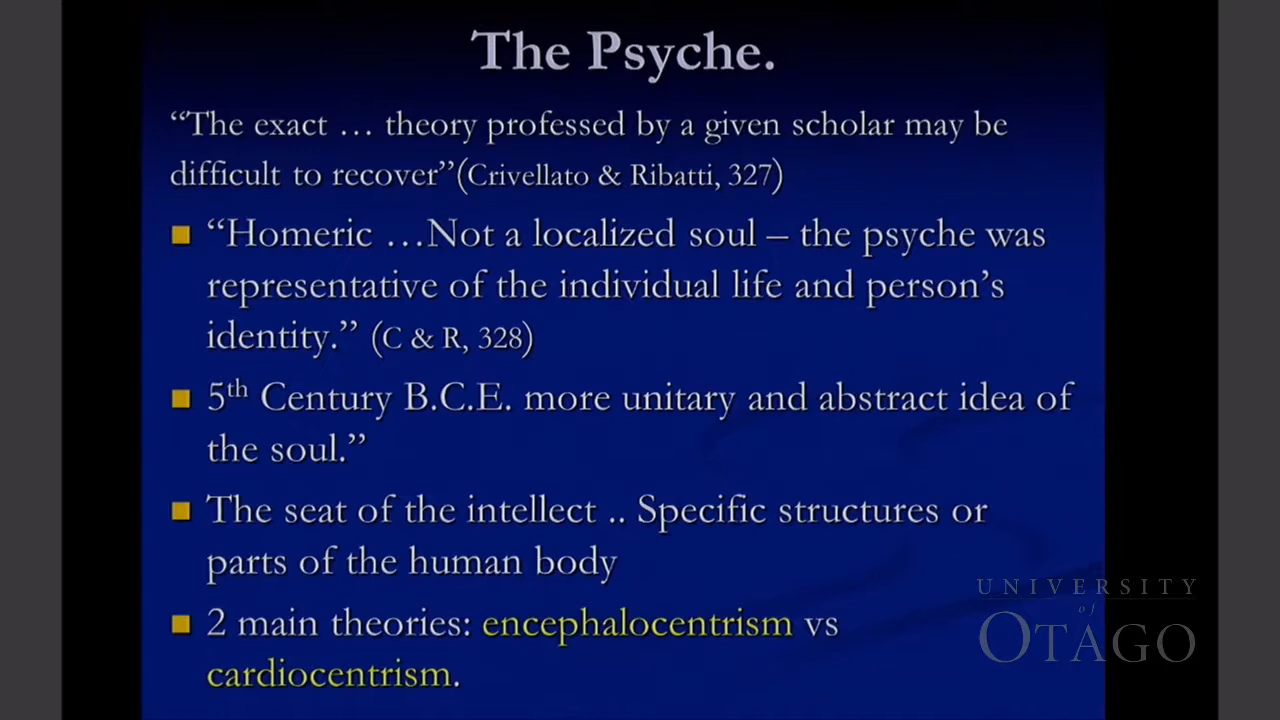 The Psyche.
“The exact … theory professed by a given scholar may be
difficult to recover”(Crivellato & Ribatti, 327)
“Homeric …Not a localized soul – the psyche was
representative of the individual life and person’s
identity.” (C & R, 328)
5th Century B.C.E. more unitary and abstract idea of
the soul.”
The seat of the intellect .. Specific structures or
parts of the human body
2 main theories: encephalocentrism vs
cardiocentrism.
UNIVERSITY
of
OTAGO